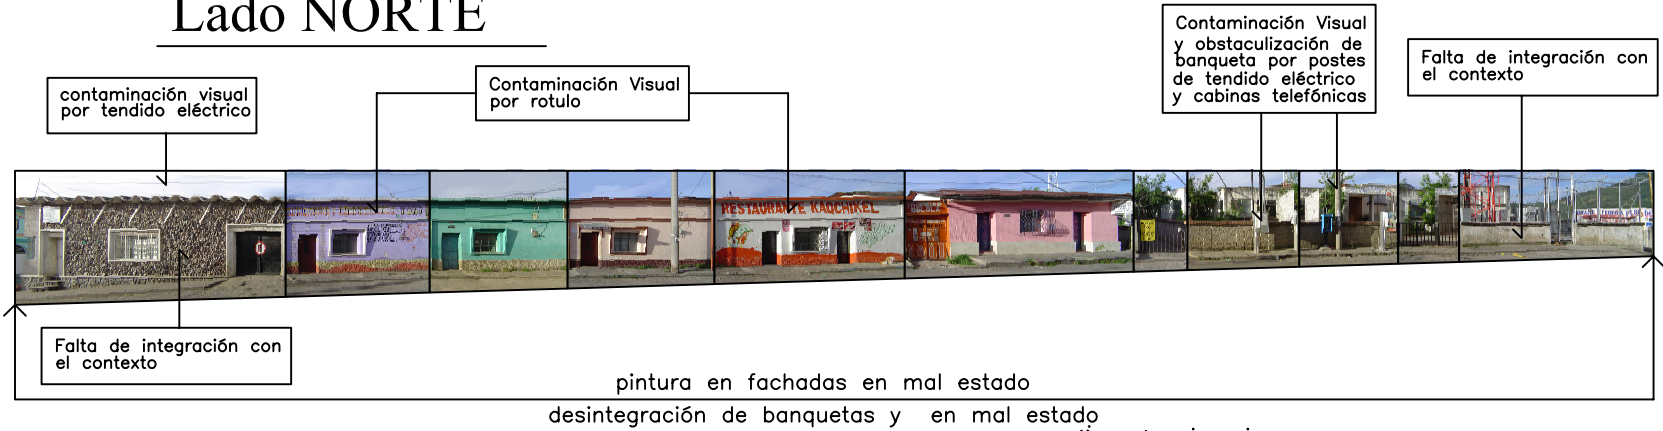 Lado NORTE
contaminación visual
por tendido eléctrico
Contaminación Visual
por rotulo
Contaminación Visual
y obstaculización de
banqueta por postes
de tendido eléctrico
y cabinas telefónicas
Falta de integración con
el contexto
RESTAURANTE KAQCHIKEL
Falta de integración con
el contexto
pintura en fachadas en mal estado
desintegración de banquetas y en mal estado